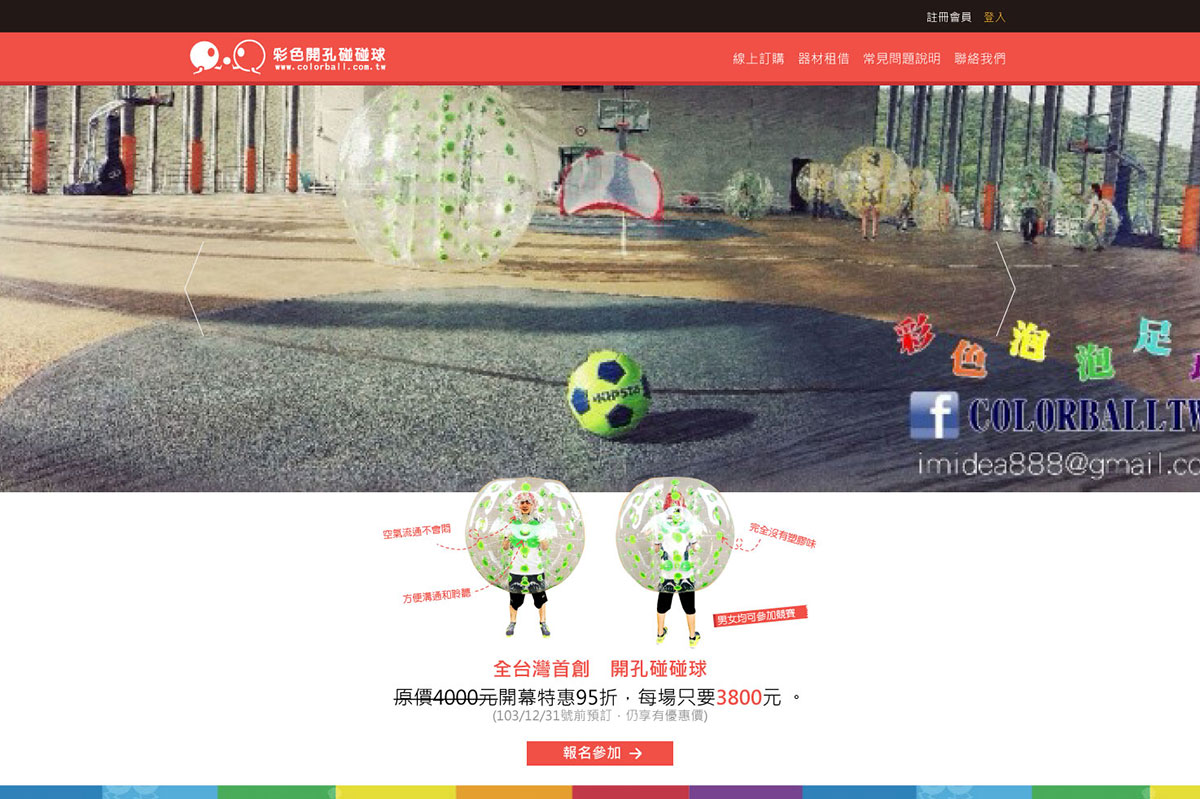 註冊會員 登入
彩色開孔碰碰球
www.colorball.com.tw
線上訂購 器材租借 常見問題說明 聯絡我們
KIPSTA
彩色泡泡足
COLORBALLTW
imidea888@gmail.co
空氣流通不會悶
完全沒有塑膠味
方便溝通和聆聽
男女均可參加競賽
全台灣首創 開孔碰碰球
原價4000元開幕特惠95折，每場只要3800元 。
(103/12/31號前預訂，仍享有優惠價)
報名參加 →